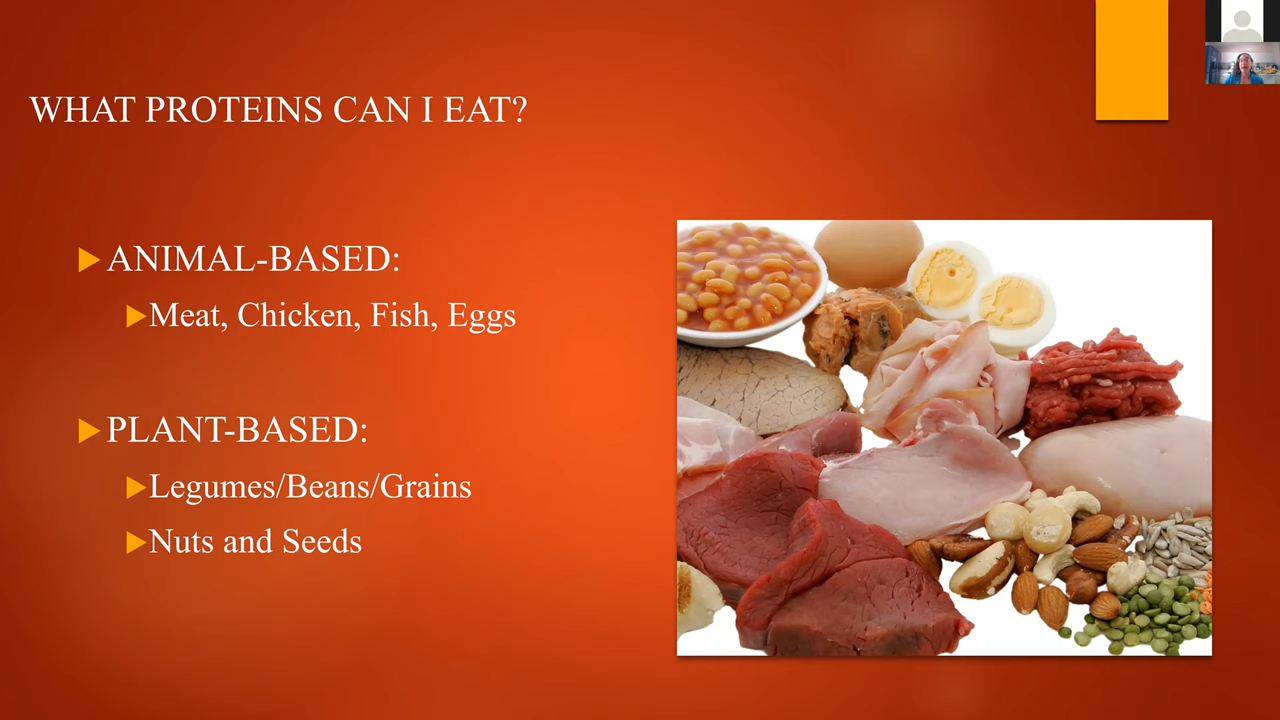 WHAT PROTEINS CAN I EAT?
ANIMAL-BASED:
Meat, Chicken, Fish, Eggs
PLANT-BASED:
Legumes/Beans/Grains
Nuts and Seeds